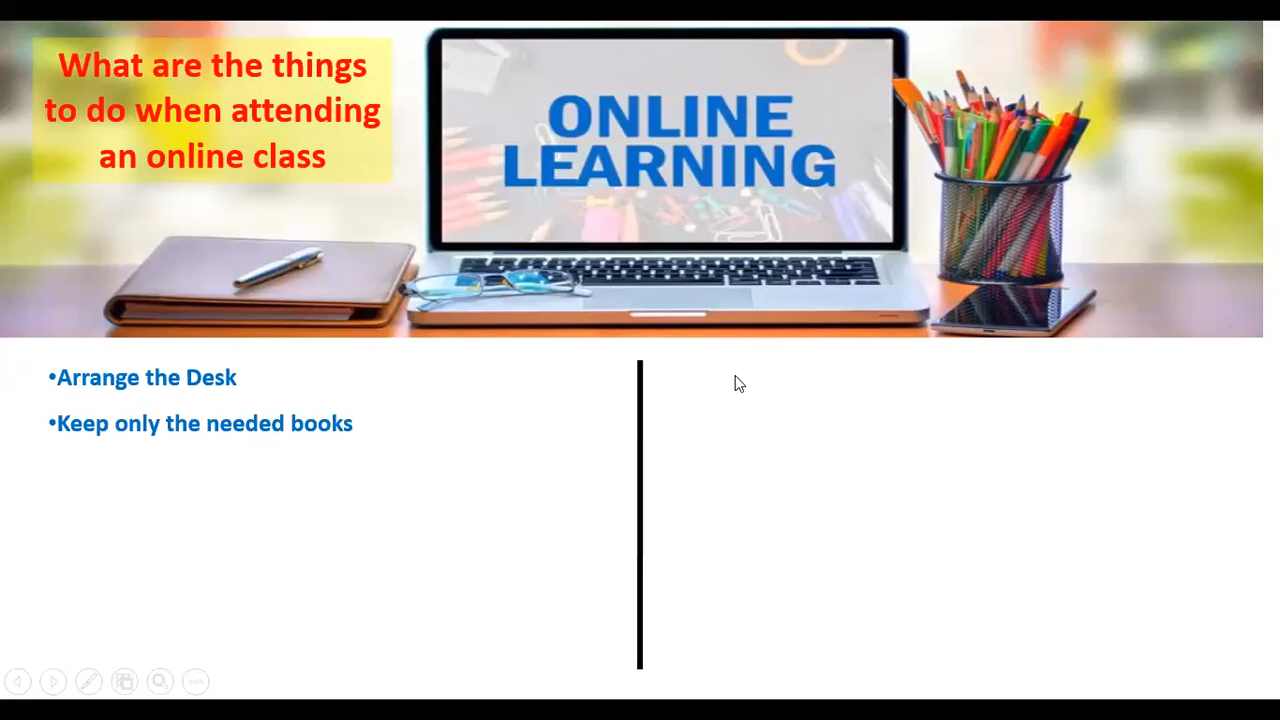 What are the things
to do when attending
an online class
ONLINE
LEARNING
•Arrange the Desk
•Keep only the needed books